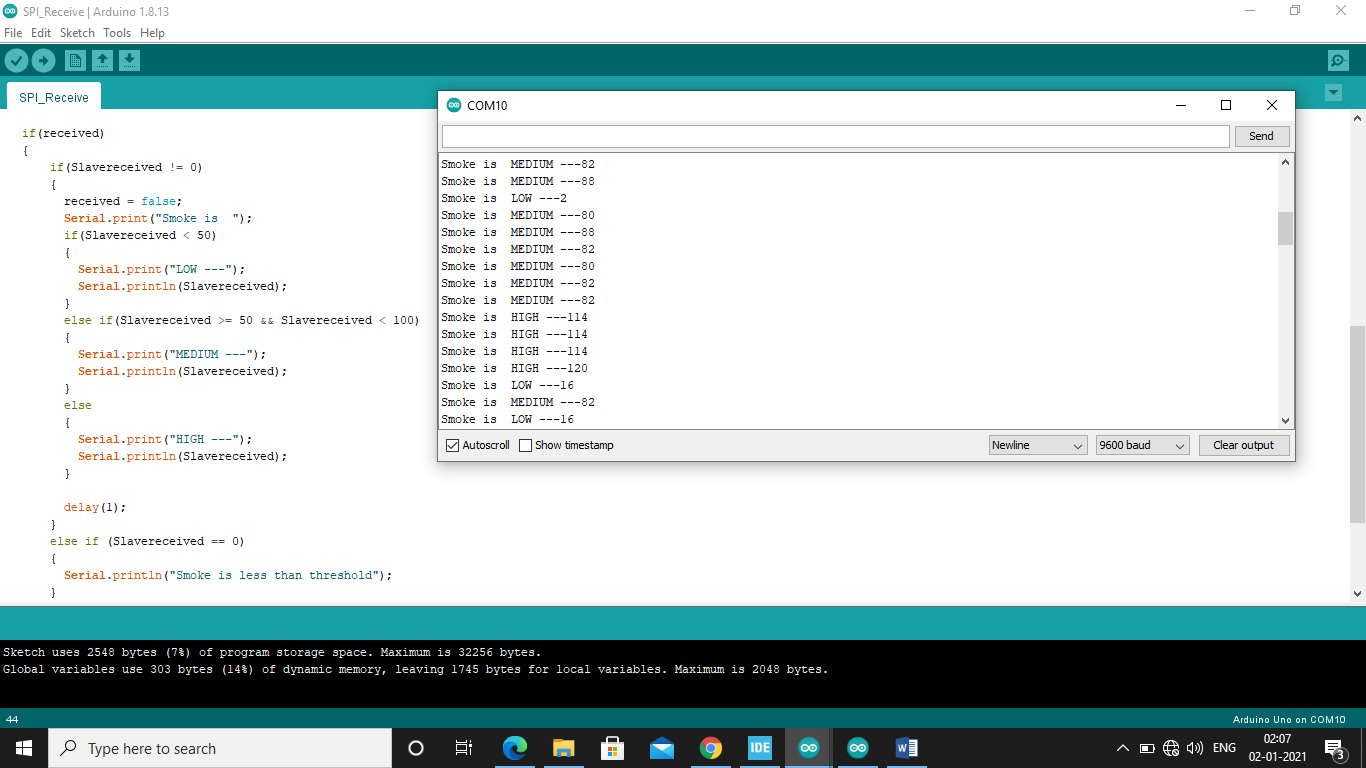 SPI_Receive | Arduino 1.8.13
File Edit Sketch Tools Help
SPI_Receive
if(received)
{
if(Slavereceived != 0)
{
received = false;
Serial.print("Smoke is  ");
if(Slavereceived < 50)
{
Serial.print("LOW ---");
Serial.println(Slavereceived);
}
else if(Slavereceived >= 50 && Slavereceived < 100)
{
Serial.print("MEDIUM ---");
Serial.println(Slavereceived);
}
else
{
Serial.print("HIGH ---");
Serial.println(Slavereceived);
}
delay(1);
}
else if (Slavereceived == 0)
{
Serial.println("Smoke is less than threshold");
}
COM10
Send
Smoke is  MEDIUM ---82
Smoke is  MEDIUM ---88
Smoke is  LOW ---2
Smoke is  MEDIUM ---80
Smoke is  MEDIUM ---88
Smoke is  MEDIUM ---82
Smoke is  MEDIUM ---80
Smoke is  MEDIUM ---82
Smoke is  MEDIUM ---82
Smoke is  HIGH ---114
Smoke is  HIGH ---114
Smoke is  HIGH ---114
Smoke is  HIGH ---120
Smoke is  LOW ---16
Smoke is  MEDIUM ---82
Smoke is  LOW ---16
Autoscroll Show timestamp Newline 9600 baud Clear output
Sketch uses 2548 bytes (7%) of program storage space. Maximum is 32256 bytes.
Global variables use 303 bytes (14%) of dynamic memory, leaving 1745 bytes for local variables. Maximum is 2048 bytes.
44 Arduino Uno on COM10
Type here to search IDE W ENG 02:07
02-01-2021 3